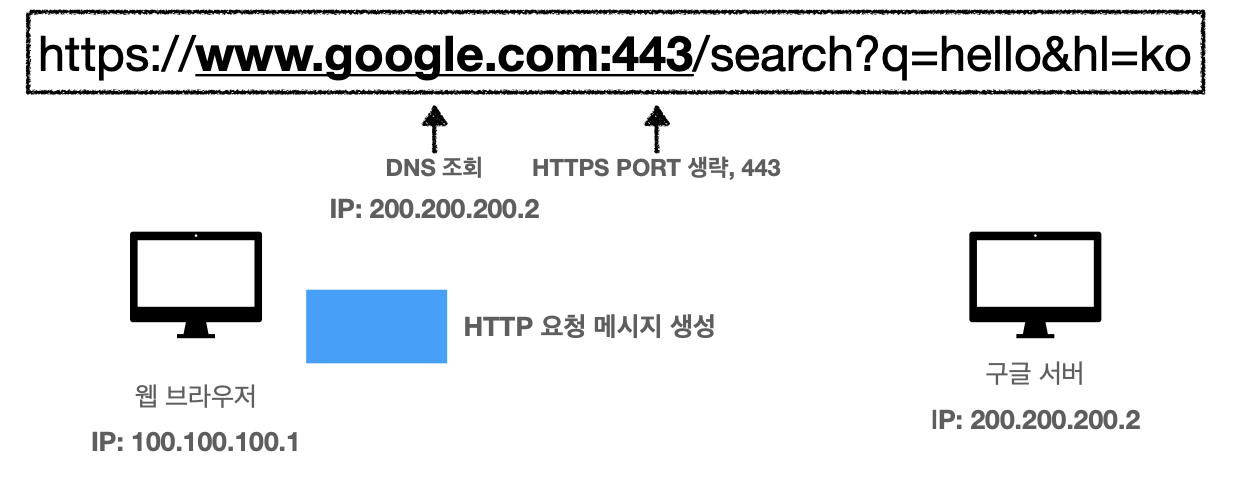 https://www.google.com:443/search?q=hello&hl=ko
DNS 조회
HTTPS PORT 생략, 443
IP: 200.200.200.2
HTTP 요청 메시지 생성
웹 브라우저
IP: 100.100.100.1
구글 서버
IP: 200.200.200.2